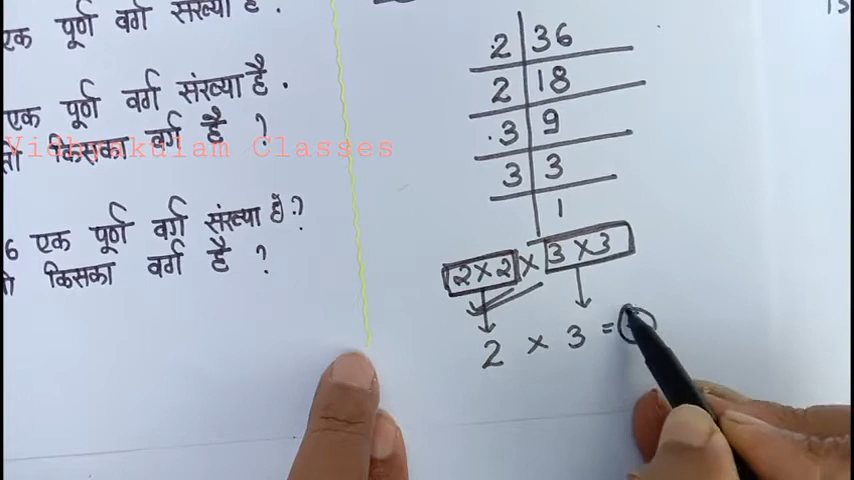 एक पूर्ण वर्ग संख्या है.
एक पूर्ण वर्ग संख्या है.
तो किसका वर्ग है ?
Vidhyakulam Classes
6 एक पूर्ण वर्ग संख्या है?
किसका वर्ग है ?
2 36
2 18
3 9
3 3
1
2 × 2 × 3 × 3
2 × 3 =